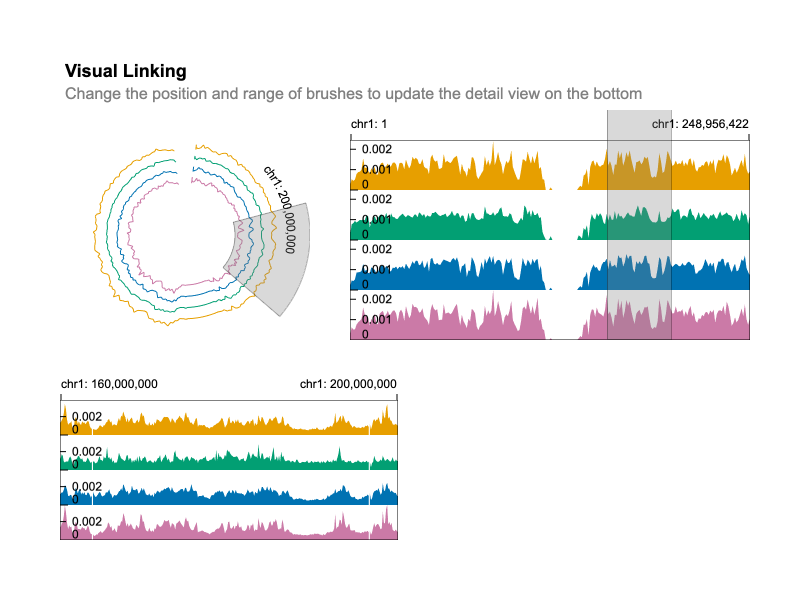 Visual Linking
Change the position and range of brushes to update the detail view on the bottom
chr1: 200,000,000
chr1: 1
chr1: 248,956,422
0.002
0.001
0
0.002
0.001
0
0.002
0.001
0
0.002
0.001
0
chr1: 160,000,000
chr1: 200,000,000
0.002
0
0.002
0
0.002
0
0.002
0